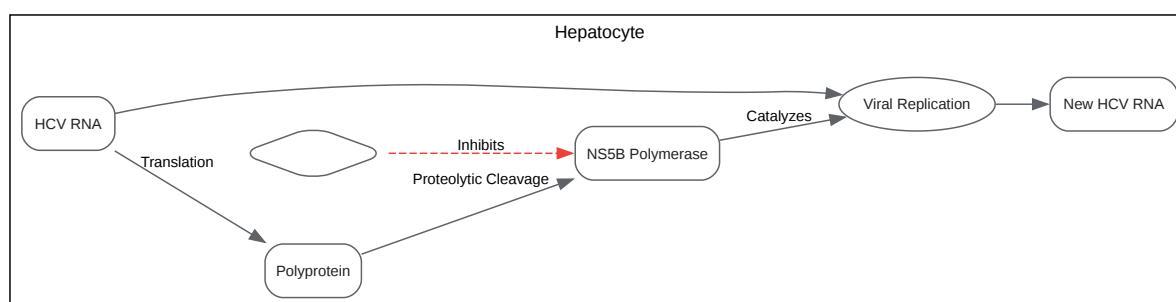 Hepatocyte
HCV RNA
Translation
Inhibits
Proteolytic Cleavage
Polyprotein
NS5B Polymerase
Catalyzes
Viral Replication
New HCV RNA